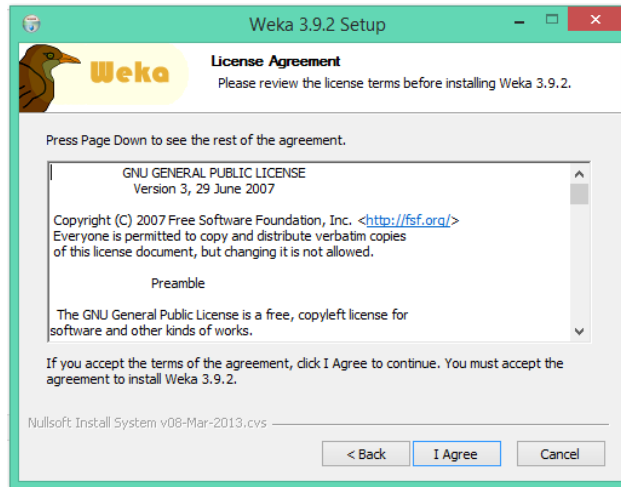 Weka 3.9.2 Setup
Weka
License Agreement
Please review the license terms before installing Weka 3.9.2.
Press Page Down to see the rest of the agreement.
GNU GENERAL PUBLIC LICENSE
Version 3, 29 June 2007
Copyright (C) 2007 Free Software Foundation, Inc. <http://fsf.org/>
Everyone is permitted to copy and distribute verbatim copies
of this license document, but changing it is not allowed.
Preamble
The GNU General Public License is a free, copyleft license for
software and other kinds of works.
If you accept the terms of the agreement, click I Agree to continue. You must accept the
agreement to install Weka 3.9.2.
Nullsoft Install System v08-Mar-2013.cvs
< Back
I Agree
Cancel